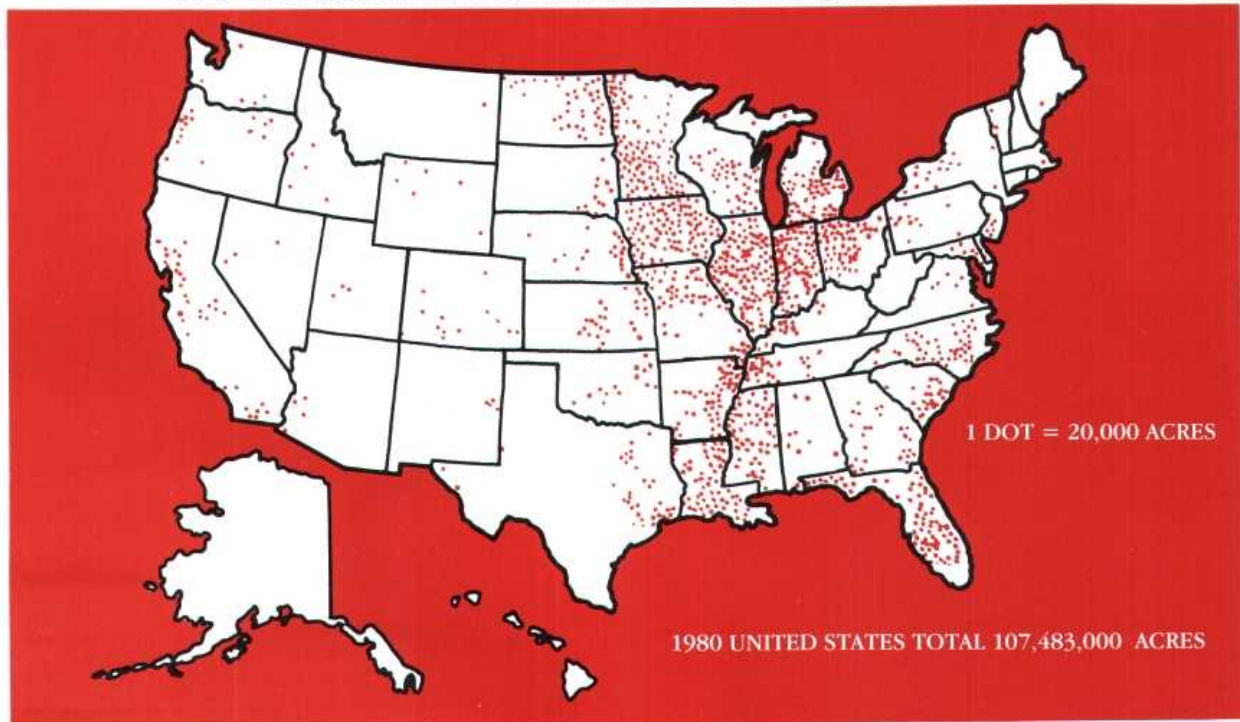 1 DOT = 20,000 ACRES
1980 UNITED STATES TOTAL 107,483,000 ACRES